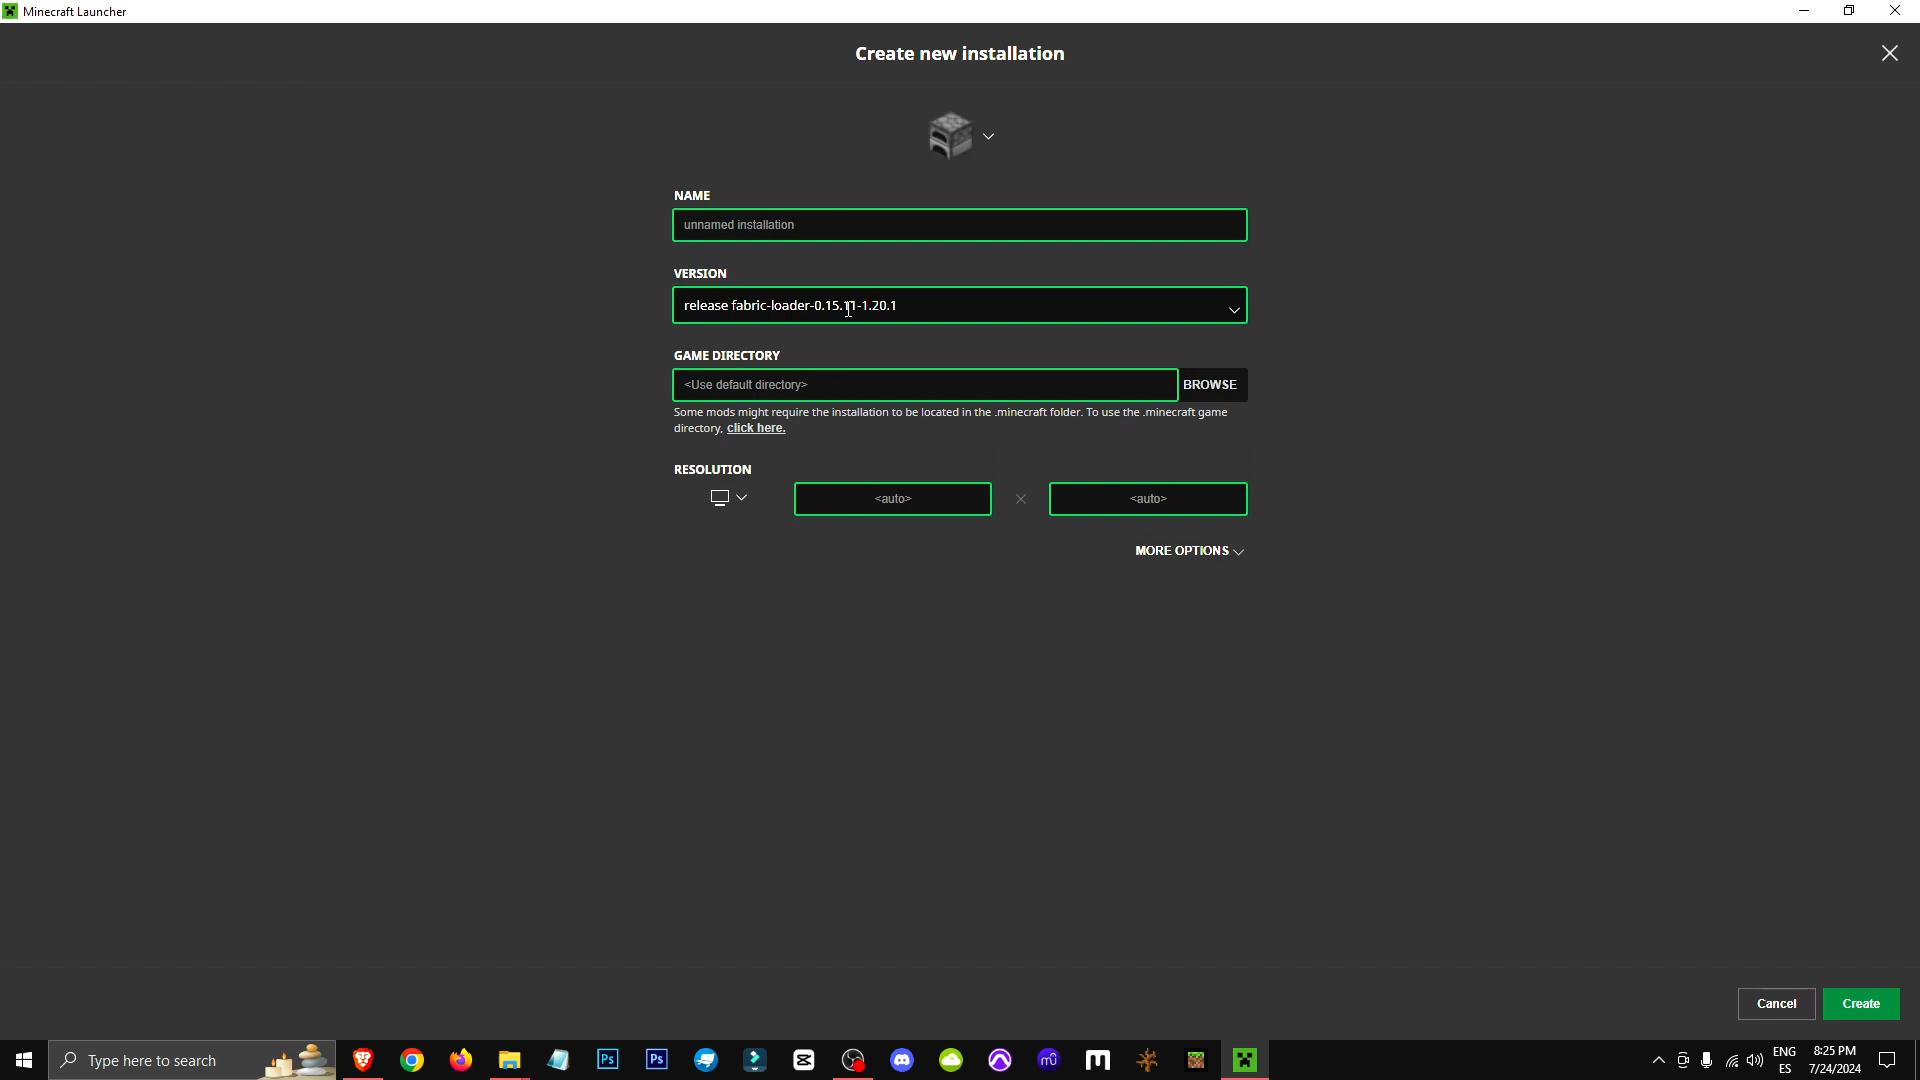 Minecraft Launcher
Create new installation
NAME
unnamed installation
VERSION
release fabric-loader-0.15.11-1.20.1
GAME DIRECTORY
<Use default directory>
BROWSE
Some mods might require the installation to be located in the .minecraft folder. To use the .minecraft game
directory, click here.
RESOLUTION
<auto>
<auto>
MORE OPTIONS
Cancel
Create
Type here to search
Ps
Ps
mû
ENG
ES
8:25 PM
7/24/2024